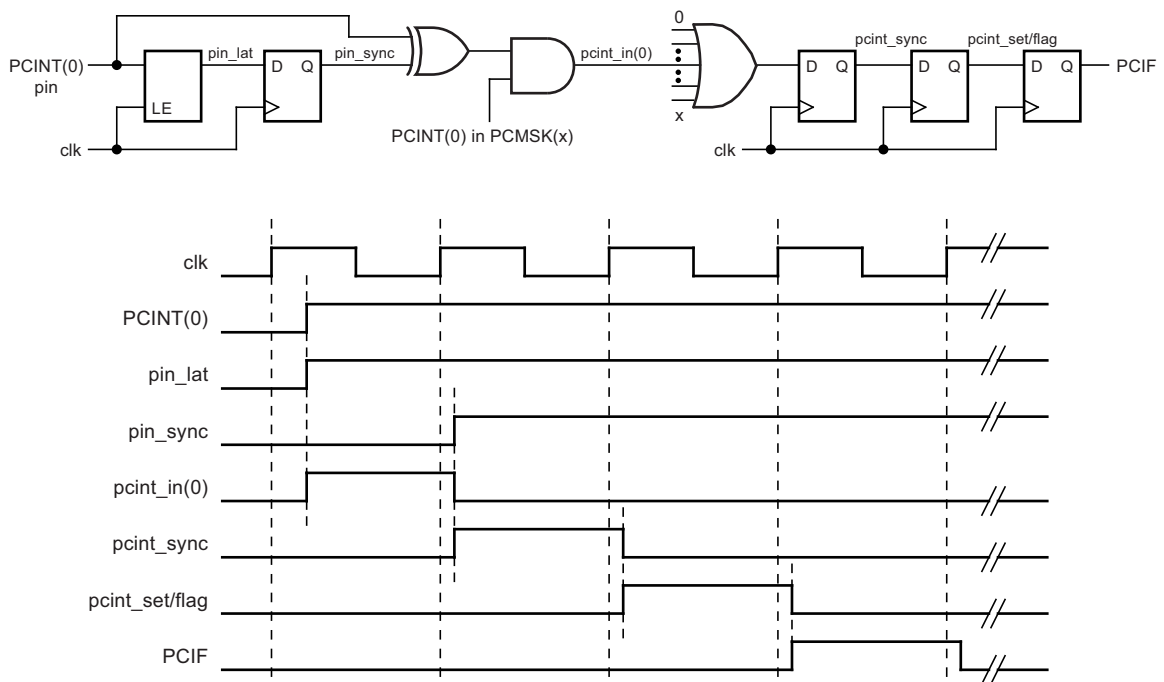 PCINT(0)
pin
clk
LE
pin_lat
D Q
pin_sync
PCINT(0) in PCMSK(x)
pcint_in(0)
0
x
clk
D Q
pcint_sync
D Q
pcint_set/flag
D Q
PCIF
clk
PCINT(0)
pin_lat
pin_sync
pcint_in(0)
pcint_sync
pcint_set/flag
PCIF